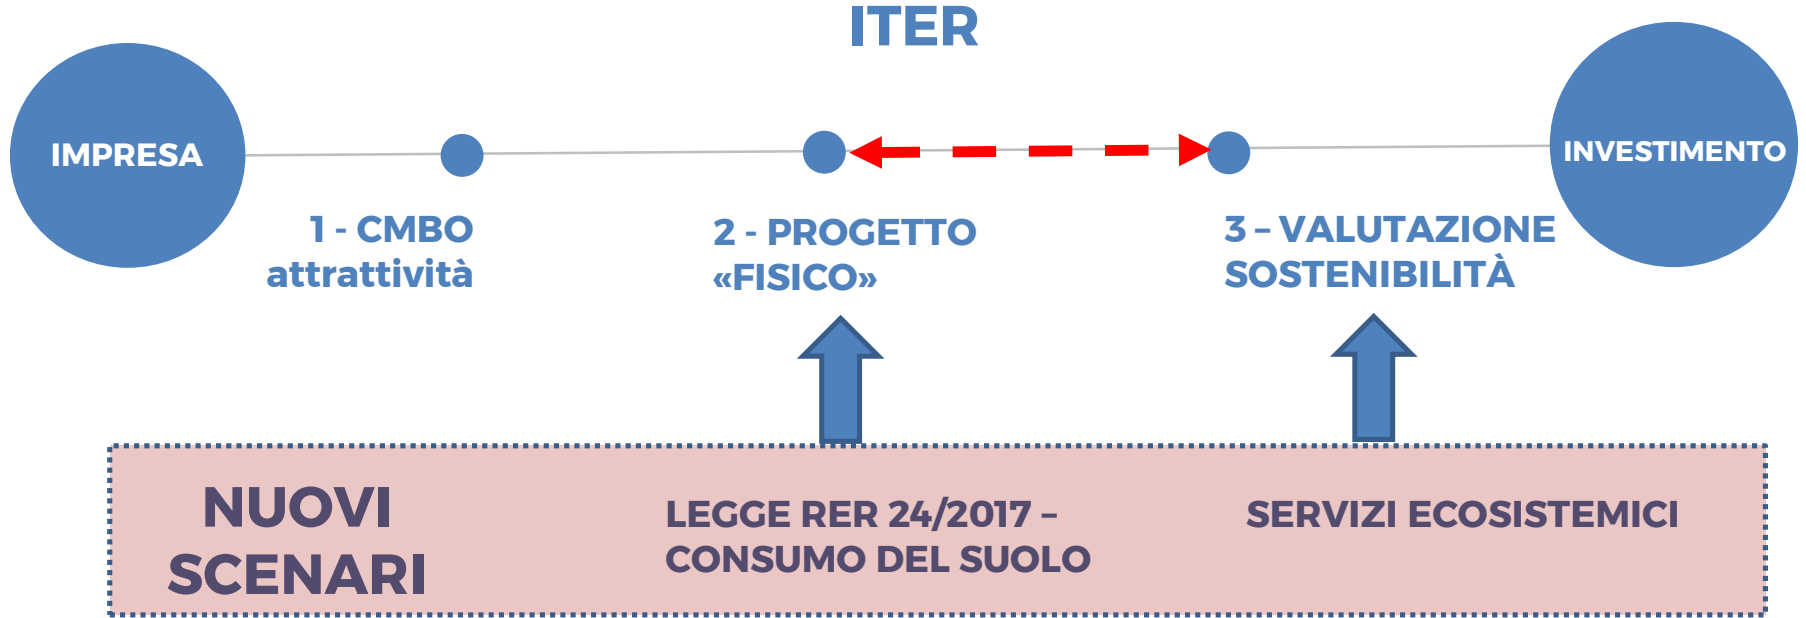 ITER
IMPRESA
INVESTIMENTO
1 - CMBO
attrattività
2 - PROGETTO
«FISICO»
3 – VALUTAZIONE
SOSTENIBILITÀ
NUOVI
SCENARI
LEGGE RER 24/2017 –
CONSUMO DEL SUOLO
SERVIZI ECOSISTEMICI